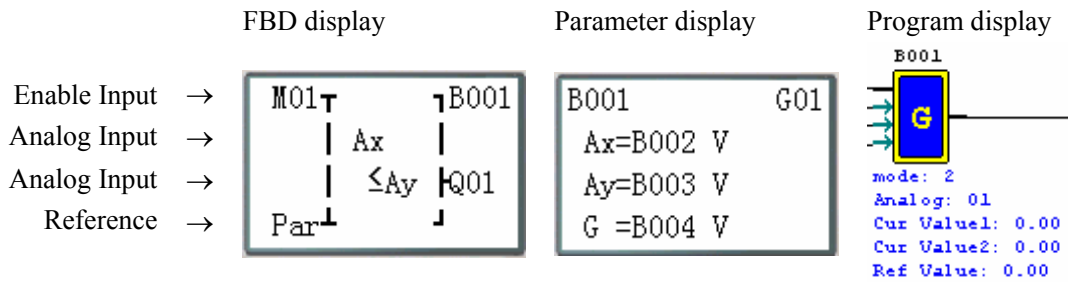 FBD display
Parameter display
Program display
Enable Input →
Analog Input →
Analog Input →
Reference →
M01 B001
Ax
≤Ay Q01
Par
B001 G01
Ax=B002 V
Ay=B003 V
G =B004 V
B001
G
mode: 2
Analog: 01
Cur Value1: 0.00
Cur Value2: 0.00
Ref Value: 0.00